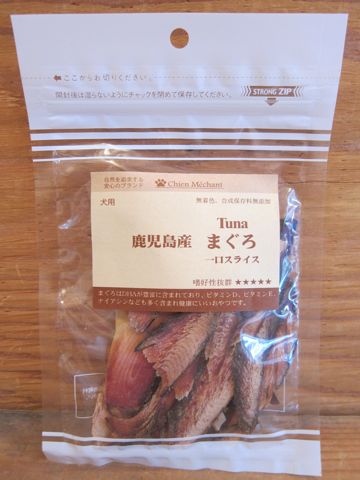 ここからお切りください。
開封後は湿らないようにチャックを閉めて保存してください。
STRONG ZIP
自然を追求する
安心のブランド
Chien Méchant
犬用
無着色、合成保存料無添加
Tuna
鹿児島産 まぐろ
一口スライス
嗜好性抜群 ★★★★★
まぐろはDHAが豊富に含まれており、ビタミンD、ビタミンE、
ナイアシンなども多く含まれ健康にいいおやつです。